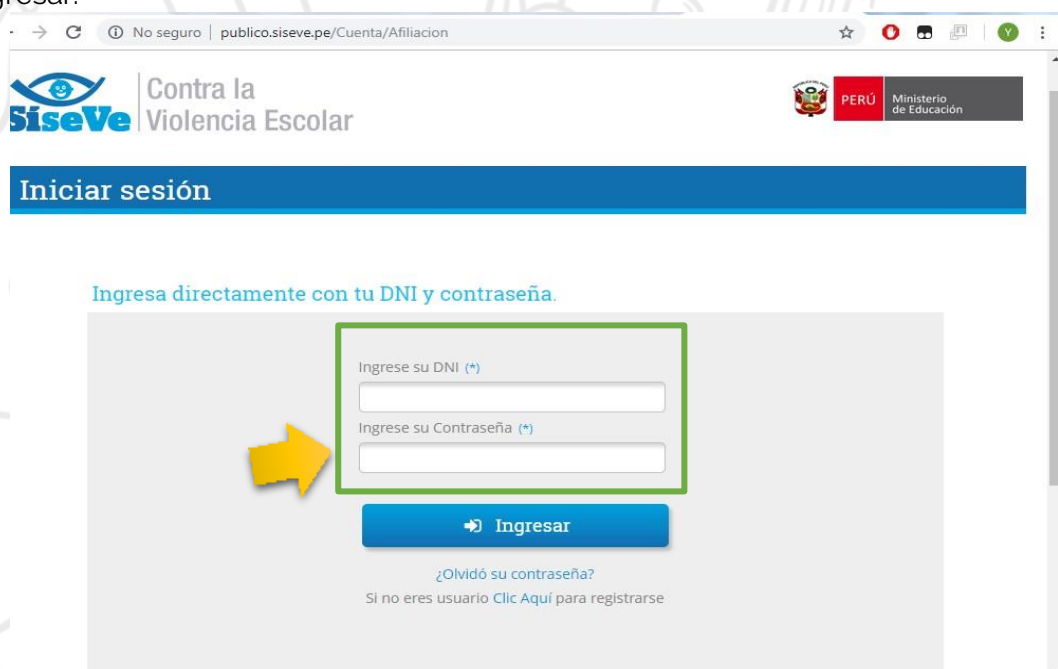 gresar.
No seguro | publico.siseve.pe/Cuenta/Afiliacion
Y
SíseVe
Contra la
Violencia Escolar
PERÚ
Ministerio
de Educación
Iniciar sesión
Ingresa directamente con tu DNI y contraseña.
Ingrese su DNI (*)
Ingrese su Contraseña (*)
Ingresar
¿Olvidó su contraseña?
Si no eres usuario Clic Aquí para registrarse